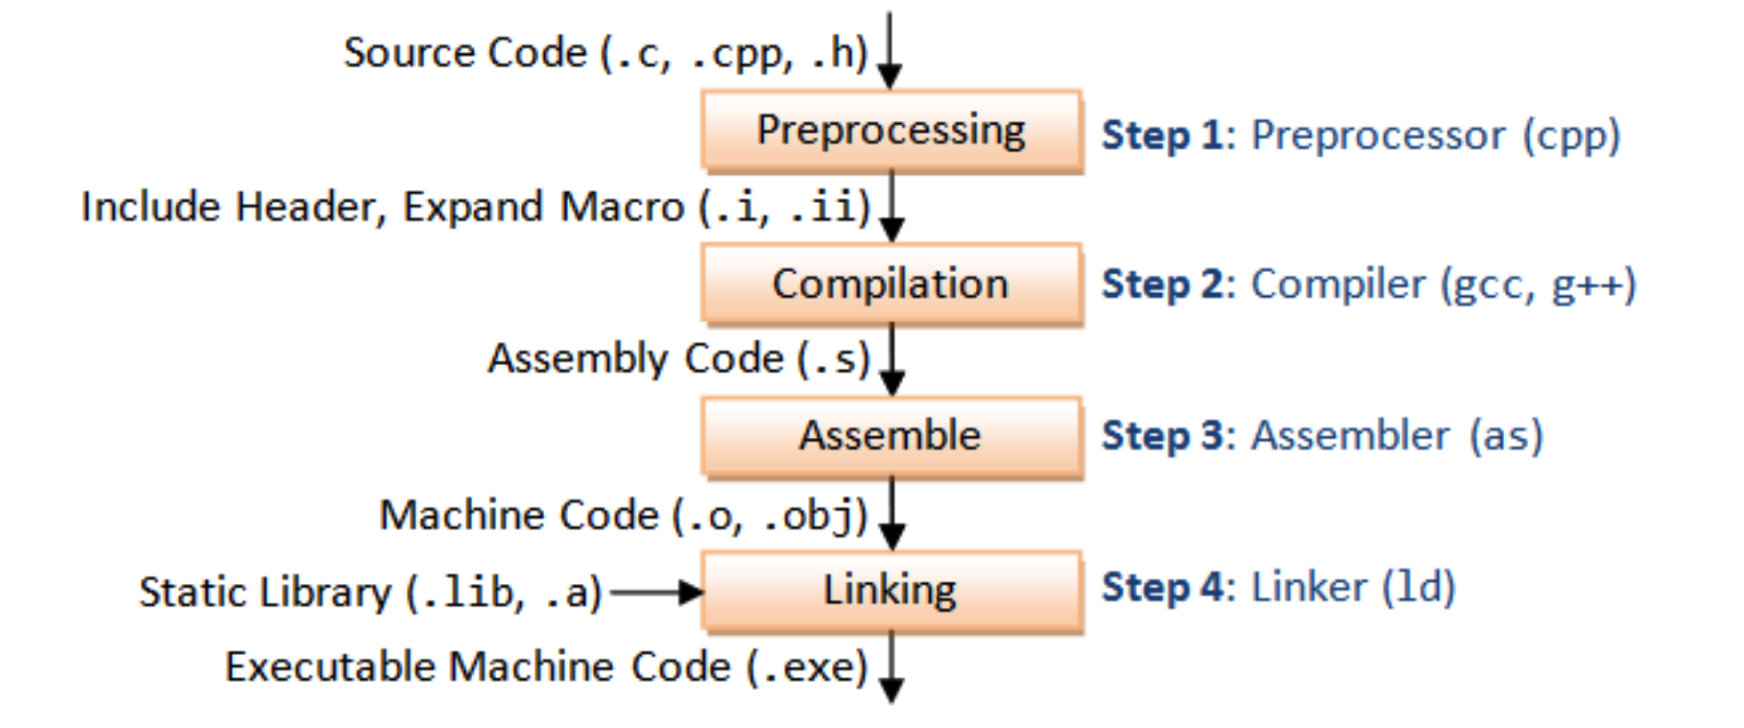 Source Code (.c, .cpp, .h)
Preprocessing
Step 1: Preprocessor (cpp)
Include Header, Expand Macro (.i, .ii)
Compilation
Step 2: Compiler (gcc, g++)
Assembly Code (.s)
Assemble
Step 3: Assembler (as)
Machine Code (.o, .obj)
Static Library (.lib, .a)
Linking
Step 4: Linker (ld)
Executable Machine Code (.exe)